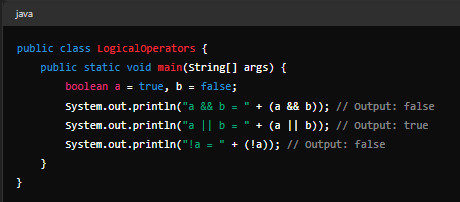 java
public class LogicalOperators {
    public static void main(String[] args) {
        boolean a = true, b = false;
        System.out.println("a && b = " + (a && b)); // Output: false
        System.out.println("a || b = " + (a || b)); // Output: true
        System.out.println("!a = " + (!a)); // Output: false
    }
}